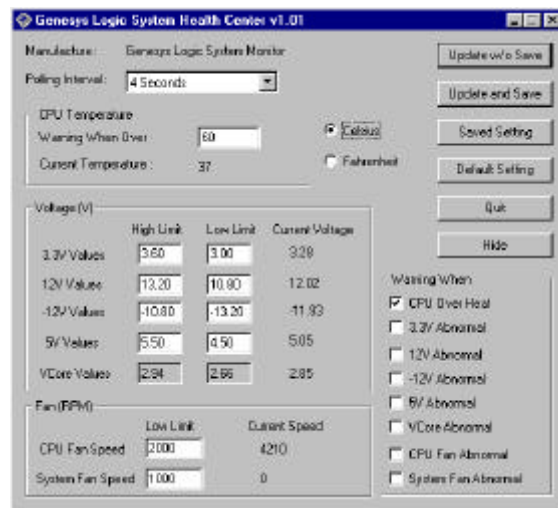 Genesys Logic System Health Center v1.01
Manufacture: Genesys Logic System Monitor
Polling Interval: 4 Seconds
Update w/o Save
Update and Save
Saved Setting
Default Setting
Quit
Hide
CPU Temperature
Warning When Over 60
Current Temperature : 37
Celsius
Fahrenheit
Voltage (V)
High Limit Low Limit Current Voltage
3.3V Values 3.60 3.00 3.28
12V Values 13.20 10.80 12.02
-12V Values -10.80 -13.20 -11.93
5V Values 5.50 4.50 5.05
VCore Values 2.94 2.66 2.85
Fan (RPM)
Low Limit Current Speed
CPU Fan Speed 2000 4210
System Fan Speed 1000 0
Warning When
CPU Over Heat
3.3V Abnormal
12V Abnormal
-12V Abnormal
5V Abnormal
VCore Abnormal
CPU Fan Abnormal
System Fan Abnormal